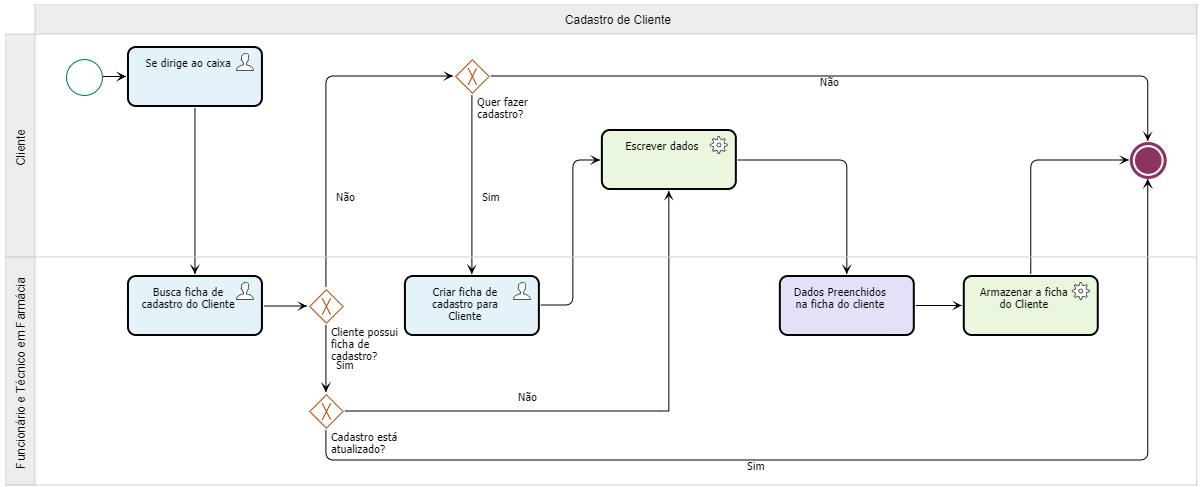 Cadastro de Cliente
Cliente
Se dirige ao caixa
Quer fazer
cadastro?
Não
Escrever dados
Não
Sim
Funcionário e Técnico em Farmácia
Busca ficha de
cadastro do Cliente
Cliente possui
ficha de
cadastro?
Sim
Criar ficha de
cadastro para
Cliente
Dados Preenchidos
na ficha do cliente
Armazenar a ficha
do Cliente
Não
Cadastro está
atualizado?
Sim